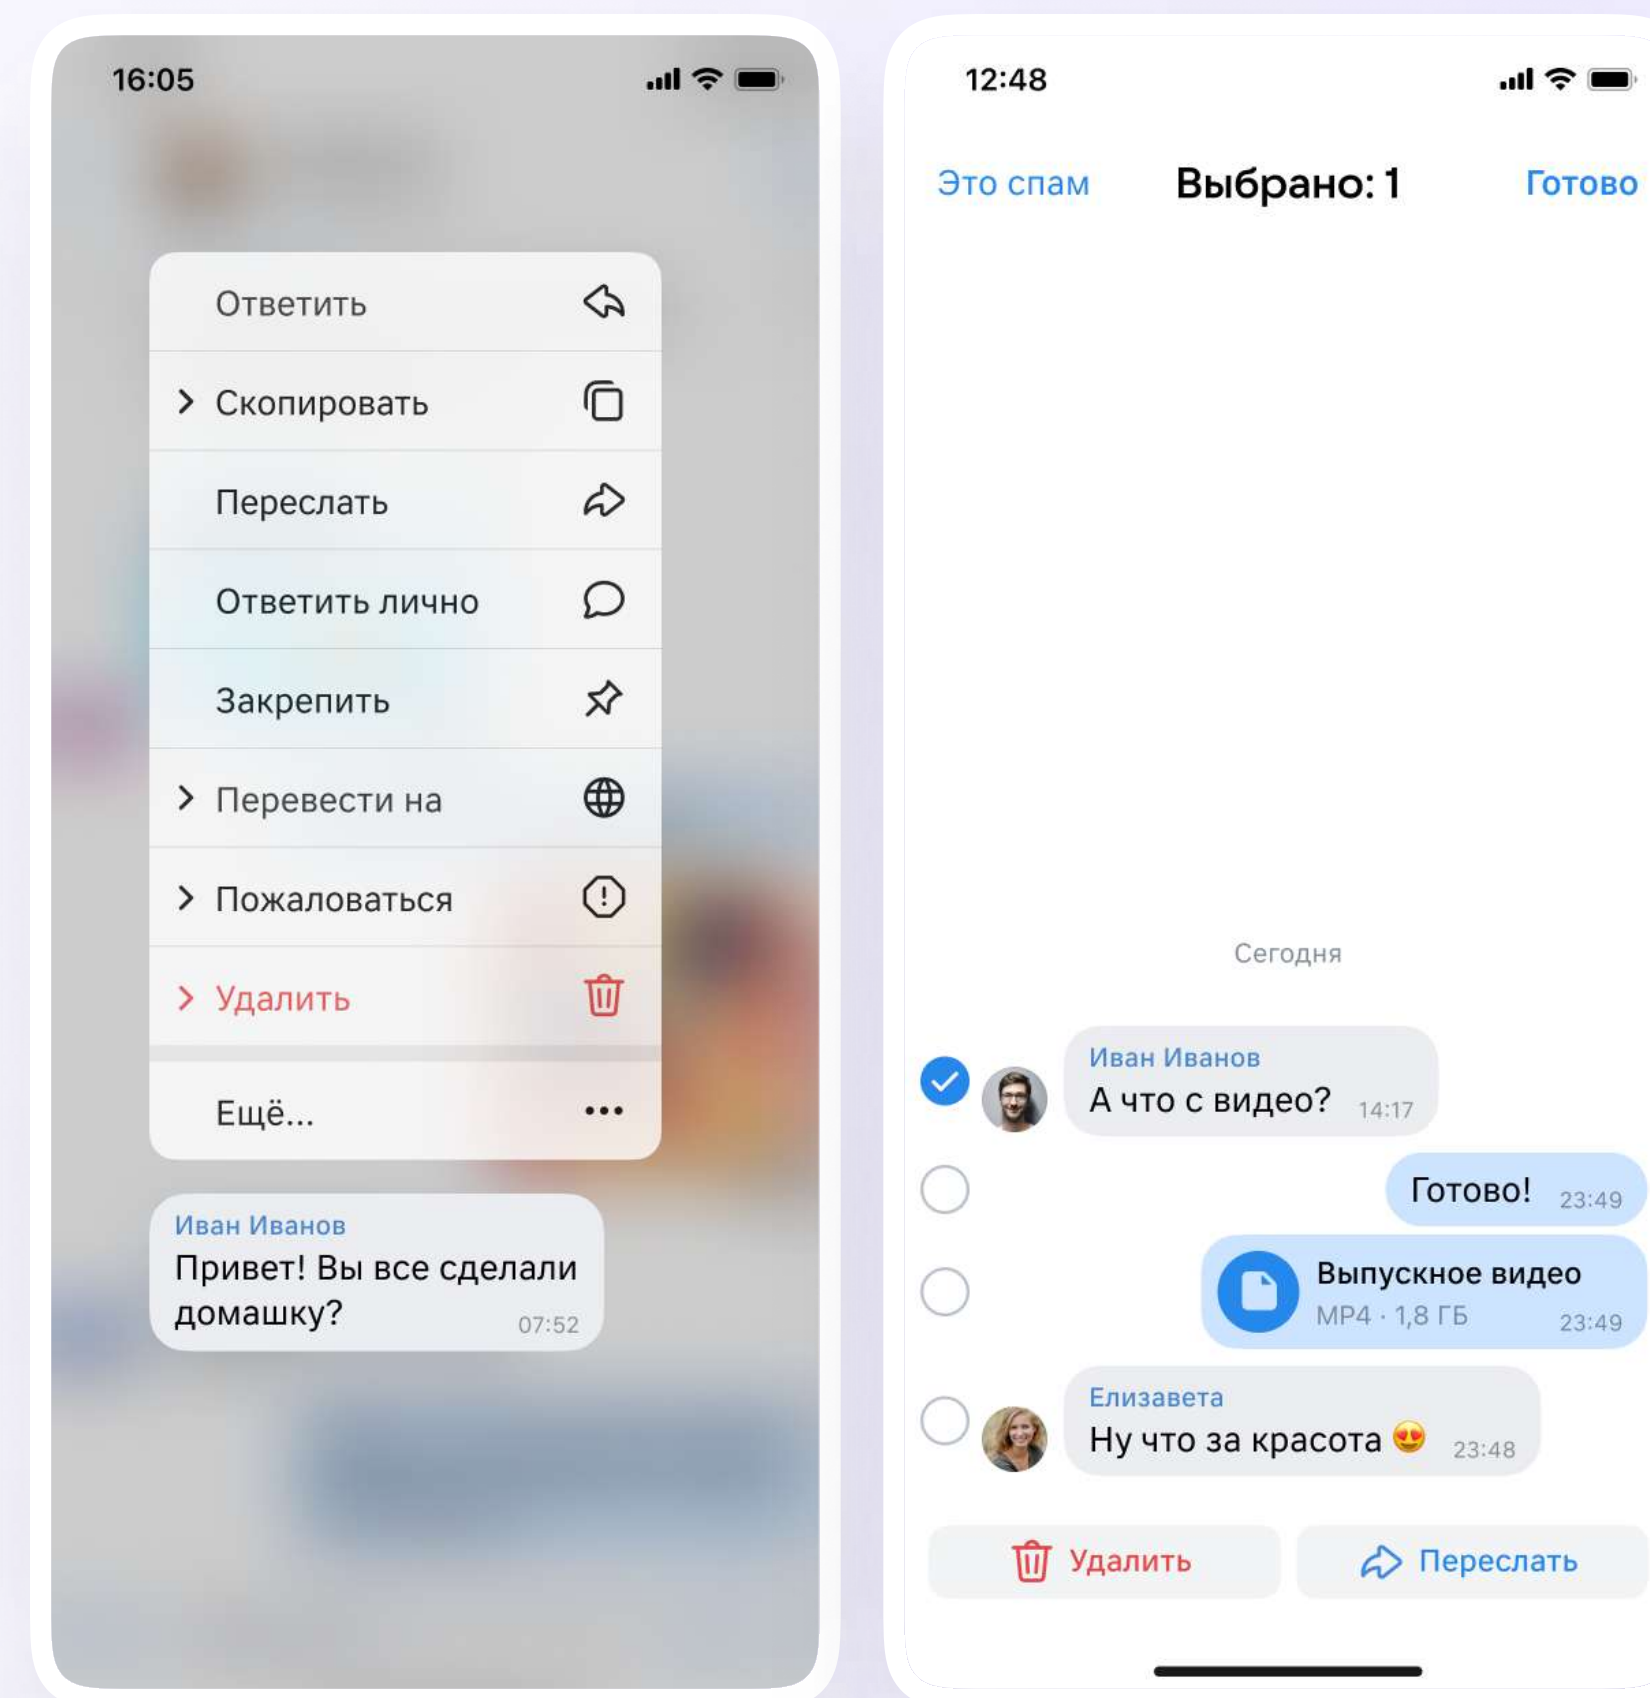 16:05
Ответить
Скопировать
Переслать
Ответить лично
Закрепить
Перевести на
Пожаловаться
Удалить
Ещё...
Иван Иванов
Привет! Вы все сделали
домашку?
07:52
12:48
Это спам
Выбрано: 1
Готово
Сегодня
Иван Иванов
А что с видео?
14:17
Готово!
23:49
Выпускное видео
MP4 · 1,8 ГБ
23:49
Елизавета
Ну что за красота 😍
23:48
Удалить
Переслать